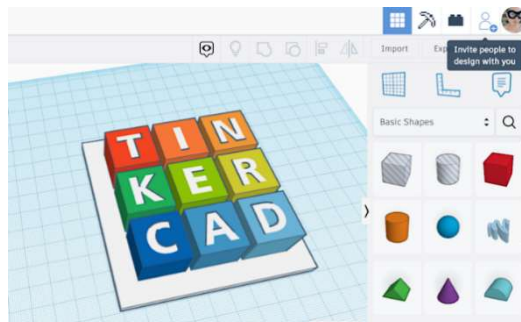 Import
Exp
Invite people to
design with you
Basic Shapes
TIN
KER
CAD